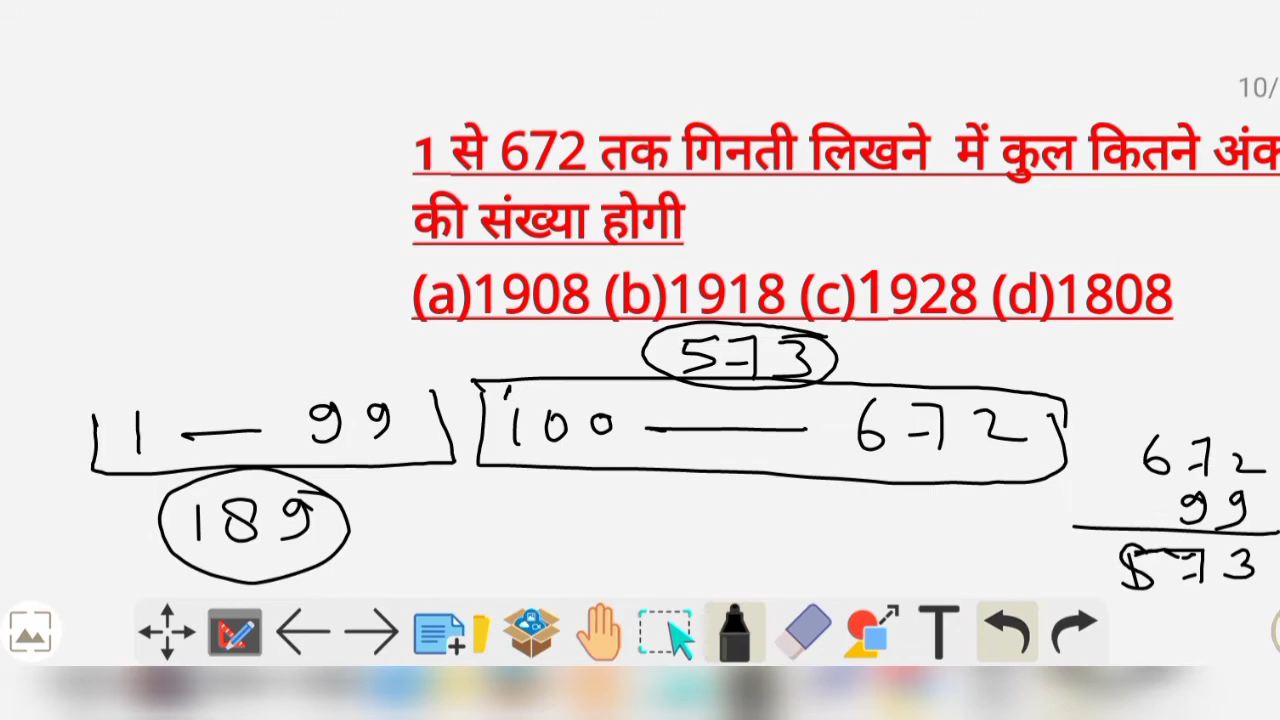 10/
1 से 672 तक गिनती लिखने में कुल कितने अंक
की संख्या होगी
(a)1908 (b)1918 (c)1928 (d)1808
573
1 — 99 100 — 672
672
99
189
573
T